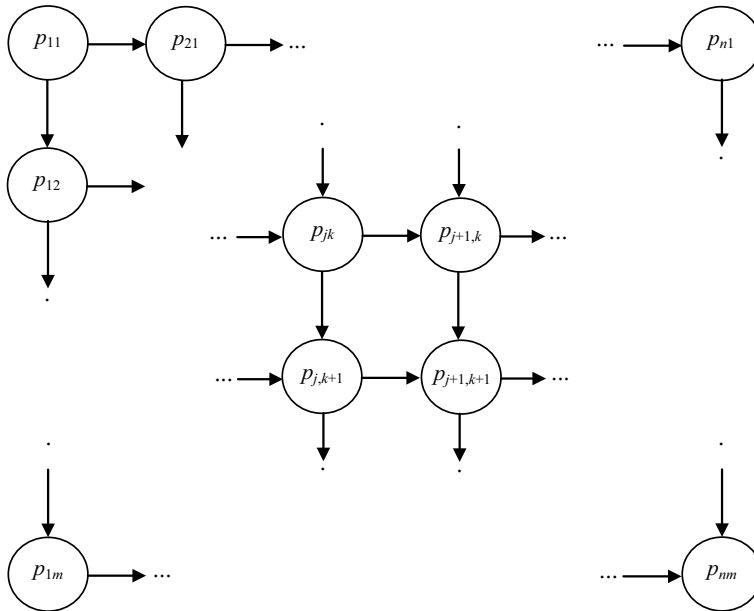 p11 p21 ... ... pn1
p12
... pjk pj+1,k ...
... pj,k+1 pj+1,k+1 ...
p1m ... ... pnm